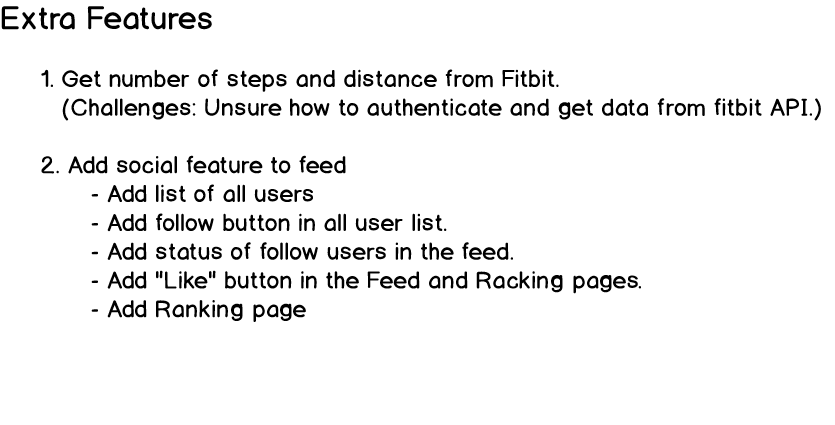 Extra Features
1. Get number of steps and distance from Fitbit.
(Challenges: Unsure how to authenticate and get data from fitbit API.)
2. Add social feature to feed
- Add list of all users
- Add follow button in all user list.
- Add status of follow users in the feed.
- Add "Like" button in the Feed and Racking pages.
- Add Ranking page